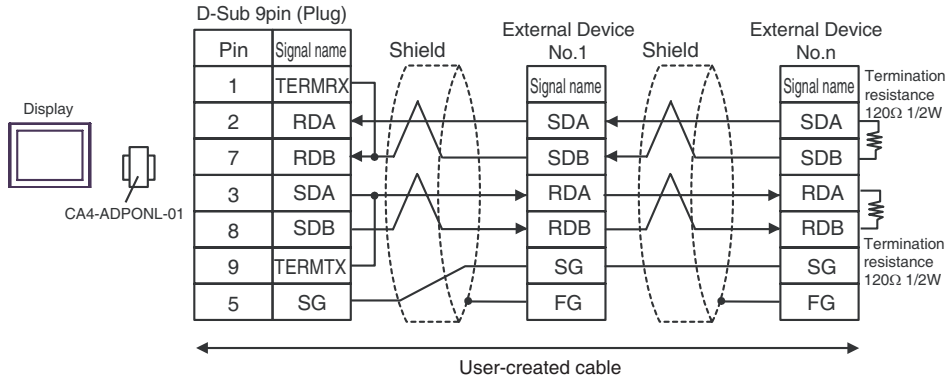 D-Sub 9pin (Plug)
Pin Signal name
1 TERMRX
2 RDA
7 RDB
3 SDA
8 SDB
9 TERMTX
5 SG
Display
CA4-ADPONL-01
Shield
External Device
No.1
Signal name
SDA
SDB
RDA
RDB
SG
FG
Shield
External Device
No.n
Signal name
SDA
SDB
RDA
RDB
SG
FG
Termination
resistance
120Ω 1/2W
Termination
resistance
120Ω 1/2W
User-created cable